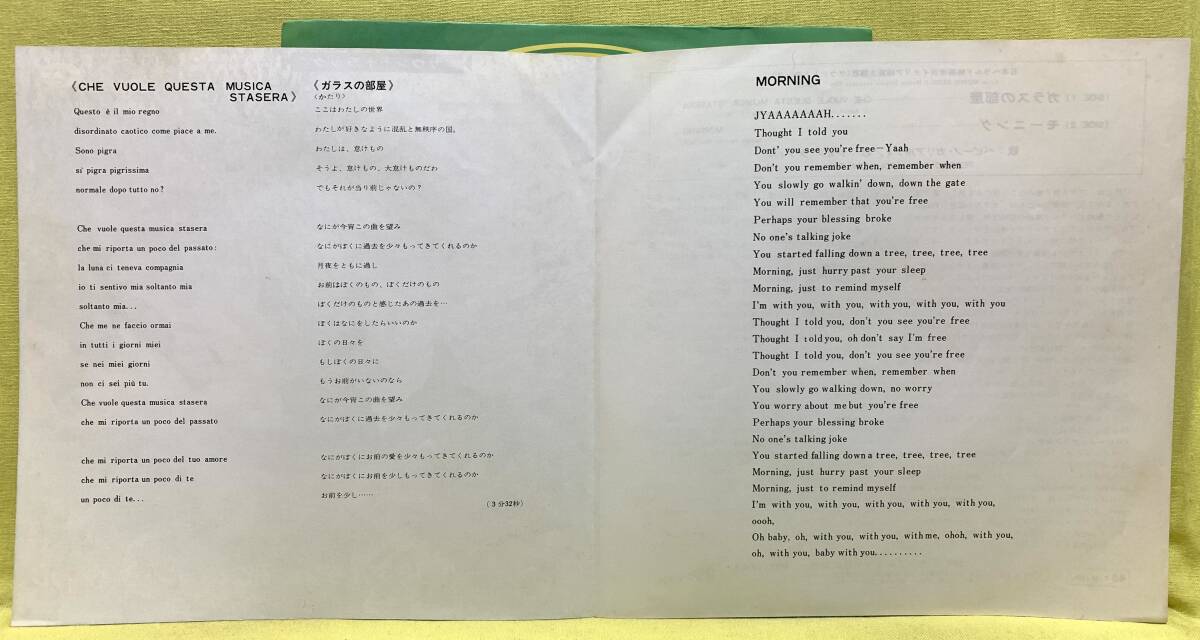 《CHE VUOLE QUESTA MUSICA
STASERA》
Questo è il mio regno
disordinato caotico come piace a me.
Sono pigra
sí pigra pigrissima
normale dopo tutto no?
Che vuole questa musica stasera
che mi riporta un poco del passato:
la luna ci teneva compagnia
io ti sentivo mia soltanto mia
soltanto mia...
Che me ne faccio ormai
in tutti i giorni miei
se nei miei giorni
non ci sei piú tu.
Che vuole questa musica stasera
che mi riporta un poco del passato
che mi riporta un poco del tuo amore
che mi riporta un poco di te
un poco di te...
《ガラスの部屋》
〈かたり〉
ここはわたしの世界
わたしが好きなように混乱と無秩序の国。
わたしは、怠けもの
そうよ、怠けもの、大怠けものだわ
でもそれが当り前じゃないの？
なにが今宵この曲を望み
なにがぼくに過去を少々もってきてくれるのか
月夜をともに過し
お前はぼくのもの、ぼくだけのもの
ぼくだけのものと感じたあの過去を…
ぼくはなにをしたらいいのか
ぼくの日々を
もしぼくの日々に
もうお前がいないのなら
なにが今宵この曲を望み
なにがぼくに過去を少々もってきてくれるのか
なにがぼくにお前の愛を少々もってきてくれるのか
なにがぼくにお前を少しもってきてくれるのか
お前を少し……
(3分32秒)
MORNING
JYAAAAAAAH.......
Thought I told you
Dont' you see you're free－Yaah
Don't you remember when, remember when
You slowly go walkin' down, down the gate
You will remember that you're free
Perhaps your blessing broke
No one's talking joke
You started falling down a tree, tree, tree, tree
Morning, just hurry past your sleep
Morning, just to remind myself
I'm with you, with you, with you, with you, with you
Thought I told you, don't you see you're free
Thought I told you, oh don't say I'm free
Thought I told you, don't you see you're free
Don't you remember when, remember when
You slowly go walking down, no worry
You worry about me but you're free
Perhaps your blessing broke
No one's talking joke
You started falling down a tree, tree, tree, tree
Morning, just hurry past your sleep
Morning, just to remind myself
I'm with you, with you, with you, with you, with you,
oooh,
Oh baby, oh, with you, with you, with me, ohoh, with you,
oh, with you, baby with you..........